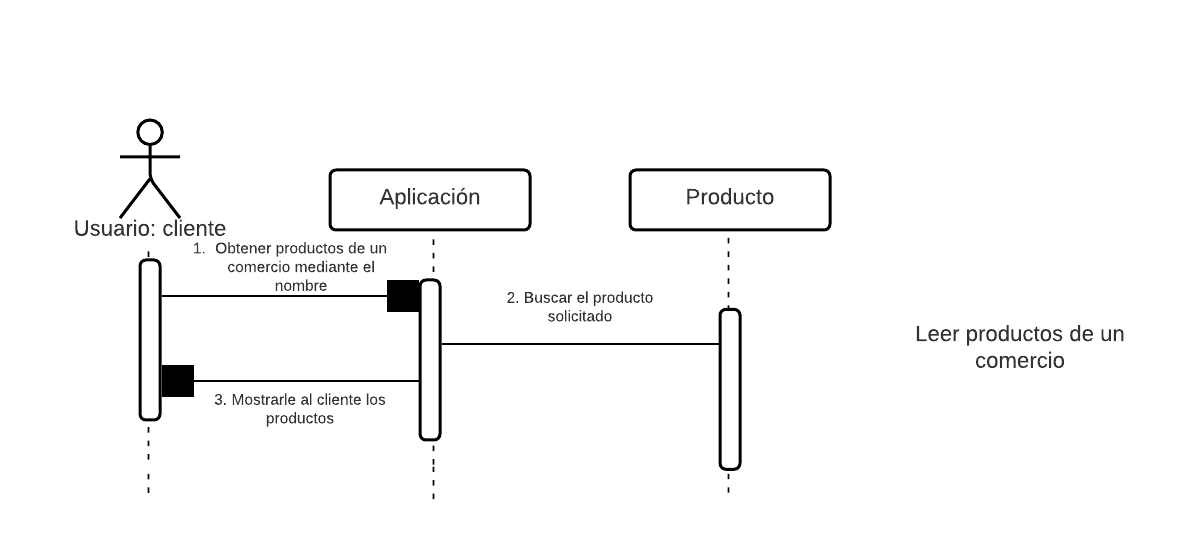 Aplicación
Producto
Usuario: cliente
1. Obtener productos de un
comercio mediante el
nombre
2. Buscar el producto
solicitado
Leer productos de un
comercio
3. Mostrarle al cliente los
productos